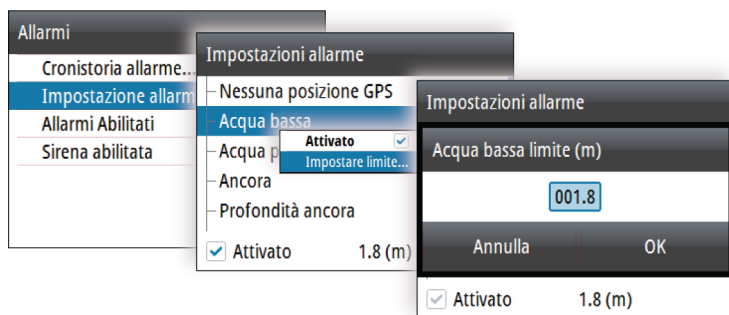 Allarmi
Cronistoria allarme...
Impostazione allarm
Allarmi Abilitati
Sirena abilitata
Impostazioni allarme
Nessuna posizione GPS
Acqua bassa
Acqua p
Ancora
Profondità ancora
Attivato 1.8 (m)
Attivato
Impostare limite...
Impostazioni allarme
Acqua bassa limite (m)
001.8
Annulla OK
Attivato 1.8 (m)